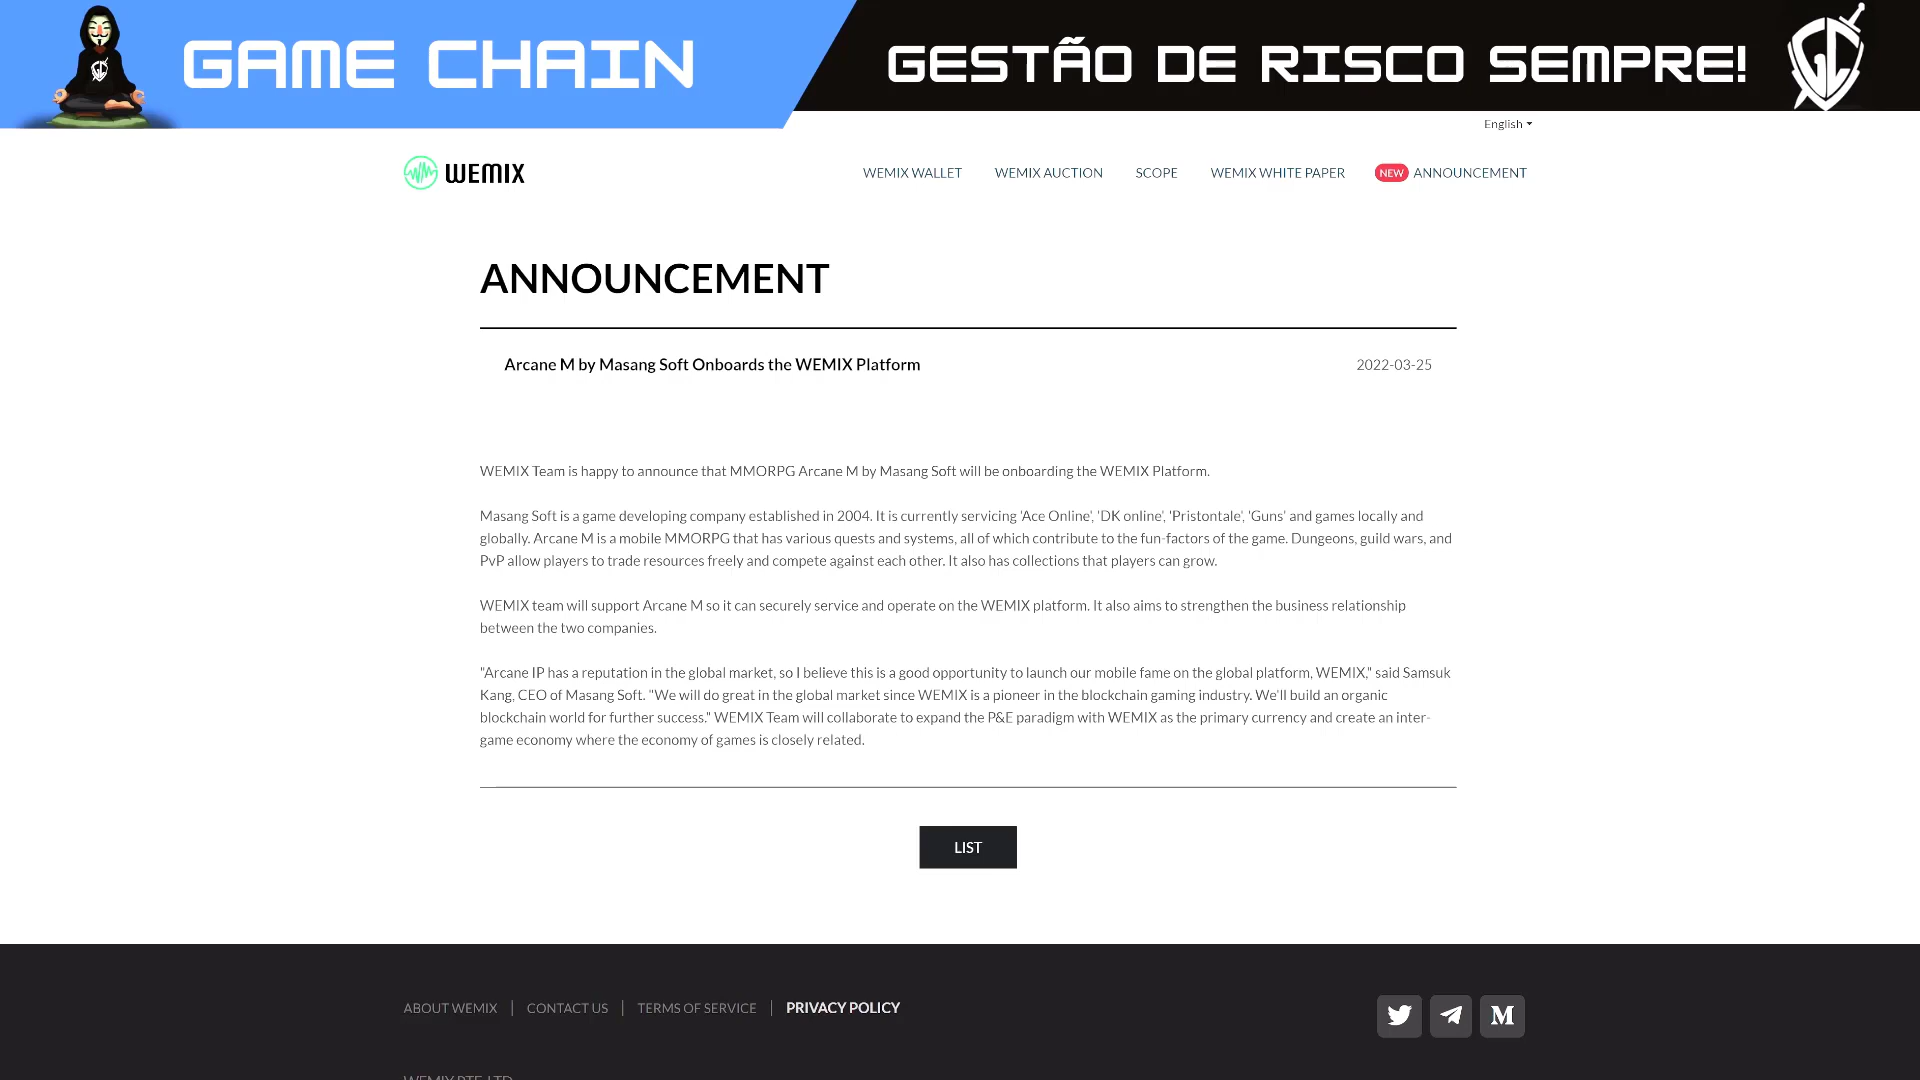 GAME CHAIN
GESTÃO DE RISCO SEMPRE!
English
WEMIX
WEMIX WALLET
WEMIX AUCTION
SCOPE
WEMIX WHITE PAPER
NEW ANNOUNCEMENT
ANNOUNCEMENT
Arcane M by Masang Soft Onboards the WEMIX Platform
2022-03-25
WEMIX Team is happy to announce that MMORPG Arcane M by Masang Soft will be onboarding the WEMIX Platform.
Masang Soft is a game developing company established in 2004. It is currently servicing 'Ace Online', 'DK online', 'Pristontale', 'Guns' and games locally and
globally. Arcane M is a mobile MMORPG that has various quests and systems, all of which contribute to the fun-factors of the game. Dungeons, guild wars, and
PvP allow players to trade resources freely and compete against each other. It also has collections that players can grow.
WEMIX team will support Arcane M so it can securely service and operate on the WEMIX platform. It also aims to strengthen the business relationship
between the two companies.
"Arcane IP has a reputation in the global market, so I believe this is a good opportunity to launch our mobile fame on the global platform, WEMIX," said Samsuk
Kang, CEO of Masang Soft. "We will do great in the global market since WEMIX is a pioneer in the blockchain gaming industry. We'll build an organic
blockchain world for further success." WEMIX Team will collaborate to expand the P&E paradigm with WEMIX as the primary currency and create an inter-
game economy where the economy of games is closely related.
LIST
ABOUT WEMIX
CONTACT US
TERMS OF SERVICE
PRIVACY POLICY
WEMIX PTE. LTD